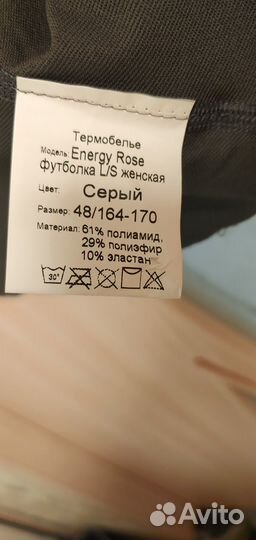 Термобелье
Модель: Energy Rose
футболка L/S женская
Цвет: Серый
Размер: 48/164-170
Материал: 61% полиамид,
29% полиэфир
10% эластан
30°
Avito